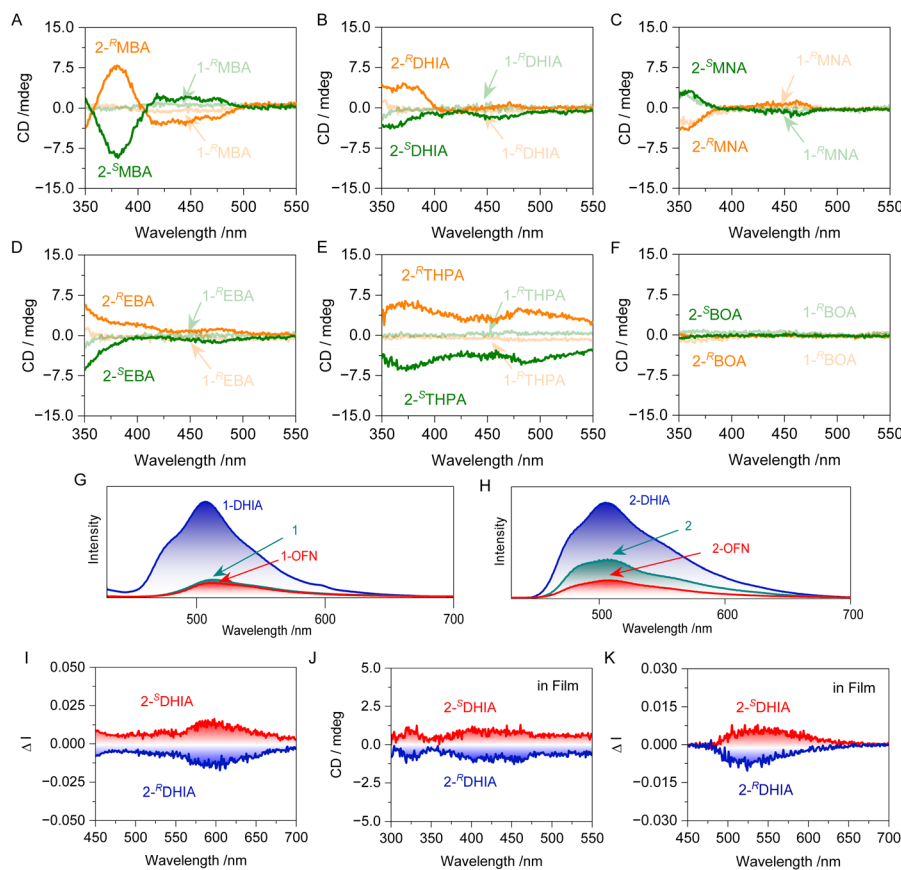 A
B
C
15.0
7.5
0.0
−7.5
−15.0
CD /mdeg
2-ᴿMBA
1-ᴿMBA
1-ᴿMBA
2-ˢMBA
350 400 450 500 550
Wavelength /nm
15.0
7.5
0.0
−7.5
−15.0
CD / mdeg
2-ᴿDHIA
1-ᴿDHIA
1-ᴿDHIA
2-ˢDHIA
350 400 450 500 550
Wavelength /nm
15.0
7.5
0.0
−7.5
−15.0
CD / mdeg
2-ˢMNA
1-ᴿMNA
1-ᴿMNA
2-ᴿMNA
350 400 450 500 550
Wavelength /nm
D
E
F
15.0
7.5
0.0
−7.5
−15.0
CD / mdeg
2-ᴿEBA
1-ᴿEBA
1-ᴿEBA
2-ˢEBA
350 400 450 500 550
Wavelength /nm
15.0
7.5
0.0
−7.5
−15.0
CD / mdeg
2-ᴿTHPA
1-ᴿTHPA
1-ᴿTHPA
2-ˢTHPA
350 400 450 500 550
Wavelength /nm
15.0
7.5
0.0
−7.5
−15.0
CD / mdeg
2-ˢBOA
1-ᴿBOA
2-ᴿBOA
1-ᴿBOA
350 400 450 500 550
Wavelength /nm
G
Intensity
1-DHIA
1
1-OFN
500 600 700
Wavelength /nm
H
Intensity
2-DHIA
2
2-OFN
500 600 700
Wavelength /nm
I
J
K
0.050
0.025
0.000
−0.025
−0.050
Δ I
2-ˢDHIA
2-ᴿDHIA
450 500 550 600 650 700
Wavelength /nm
5.0
2.5
0.0
−2.5
−5.0
CD / mdeg
in Film
2-ˢDHIA
2-ᴿDHIA
300 350 400 450 500 550
Wavelength /nm
0.030
0.015
0.000
−0.015
−0.030
Δ I
in Film
2-ˢDHIA
2-ᴿDHIA
450 500 550 600 650 700
Wavelength /nm